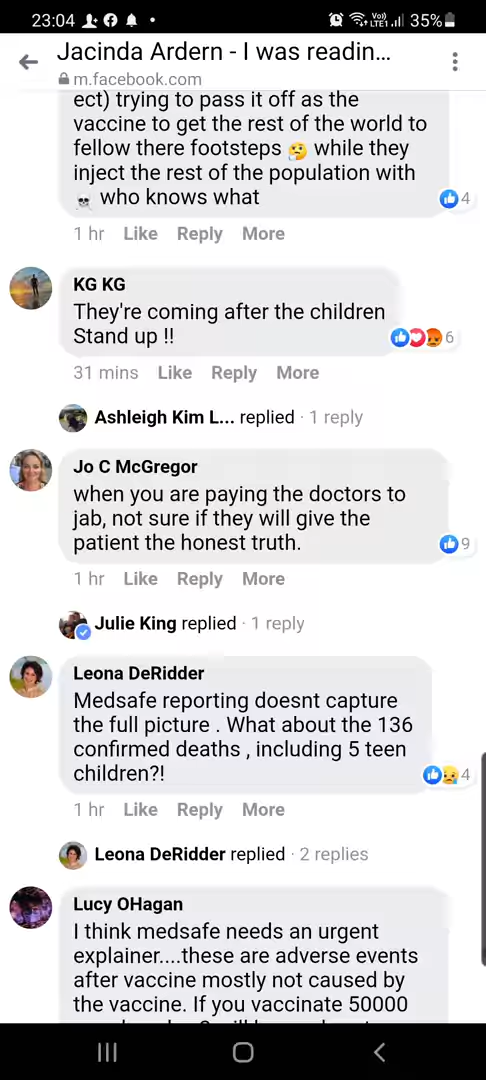 23:04
Vo)) LTE1 35%
Jacinda Ardern - I was readin...
m.facebook.com
ect) trying to pass it off as the
vaccine to get the rest of the world to
fellow there footsteps 🤔 while they
inject the rest of the population with
☠ who knows what
4
1 hr Like Reply More
KG KG
They're coming after the children
Stand up !!
6
31 mins Like Reply More
Ashleigh Kim L... replied · 1 reply
Jo C McGregor
when you are paying the doctors to
jab, not sure if they will give the
patient the honest truth.
9
1 hr Like Reply More
Julie King replied · 1 reply
Leona DeRidder
Medsafe reporting doesnt capture
the full picture . What about the 136
confirmed deaths , including 5 teen
children?!
4
1 hr Like Reply More
Leona DeRidder replied · 2 replies
Lucy OHagan
I think medsafe needs an urgent
explainer....these are adverse events
after vaccine mostly not caused by
the vaccine. If you vaccinate 50000